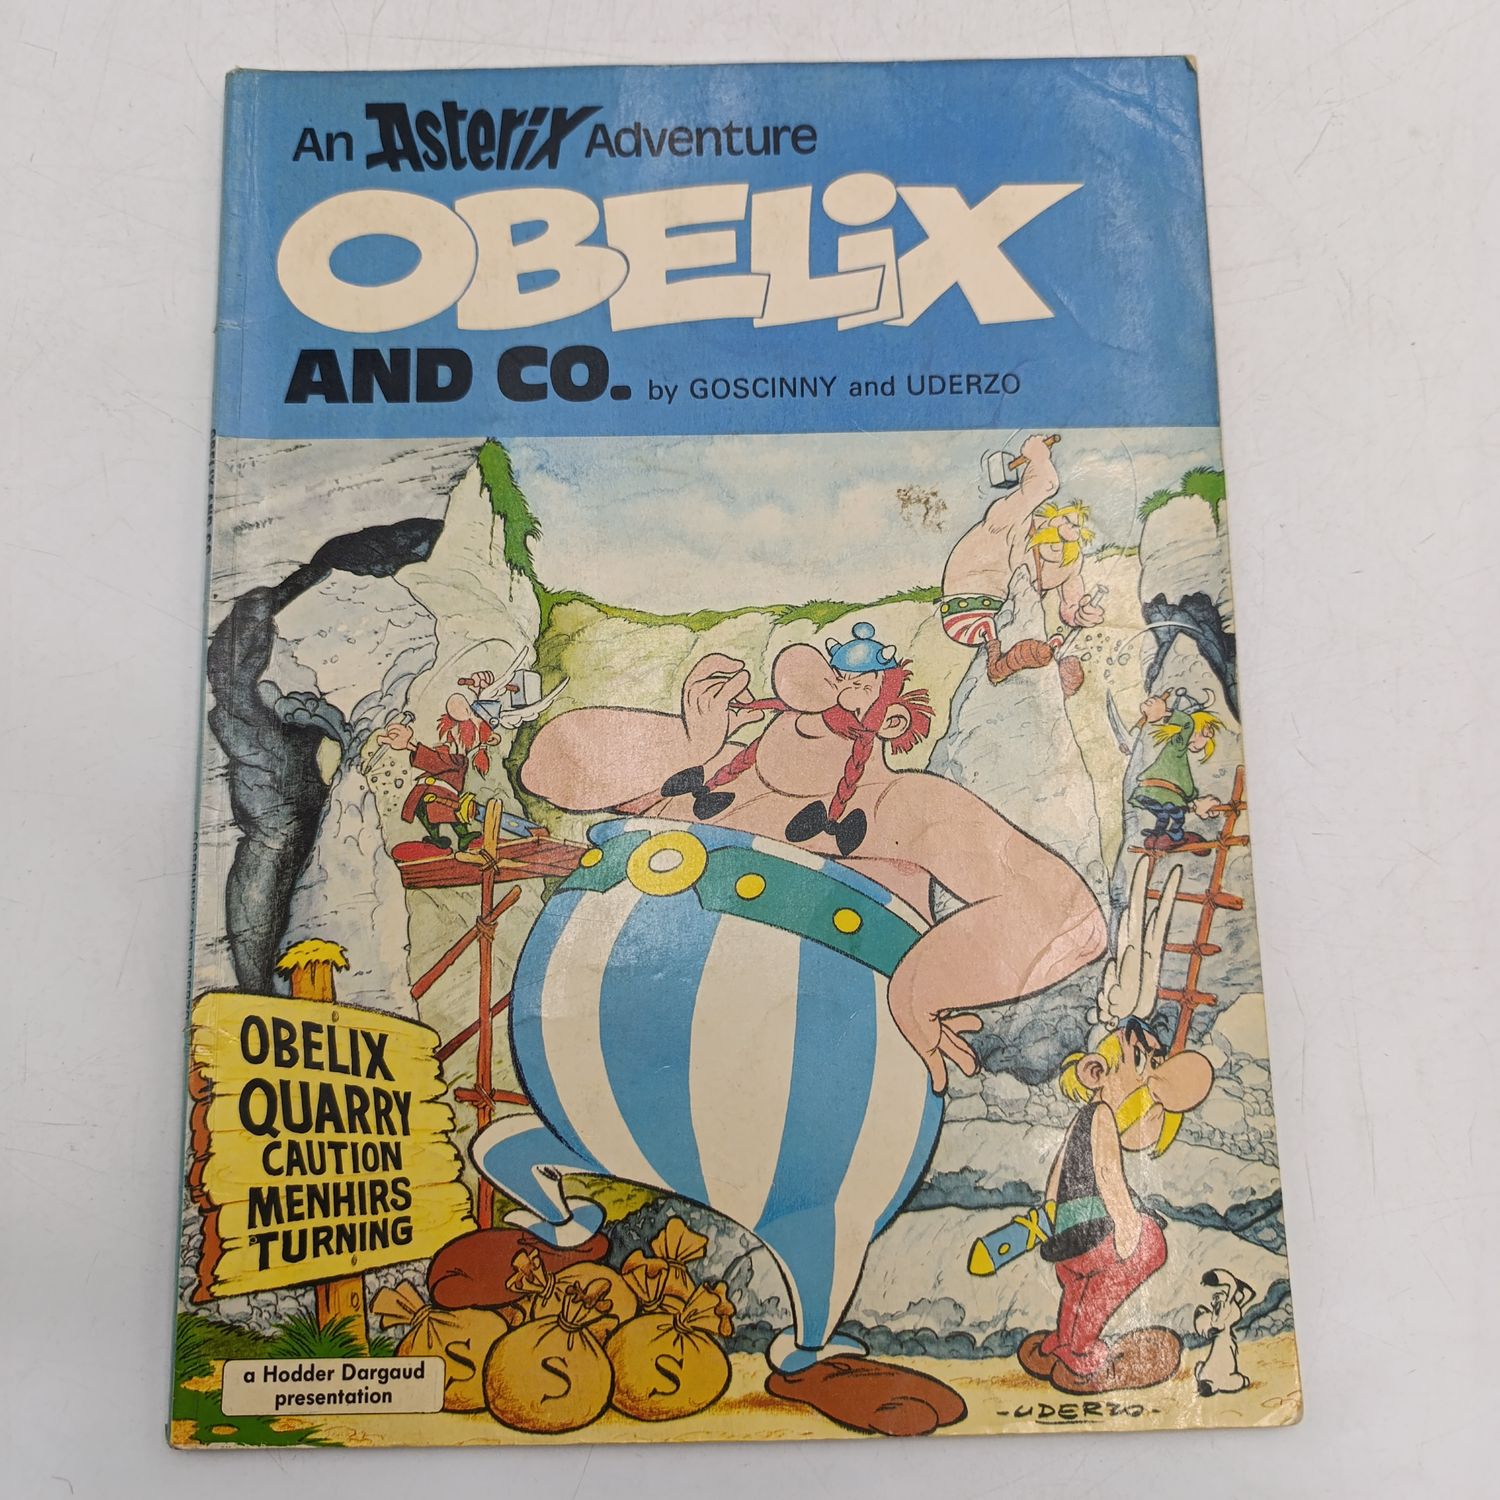 An Asterix Adventure
OBELiX
AND CO. by GOSCINNY and UDERZO
OBELIX
QUARRY
CAUTION
MENHIRS
TURNING
S S S
a Hodder Dargaud
presentation
-UDERZO-